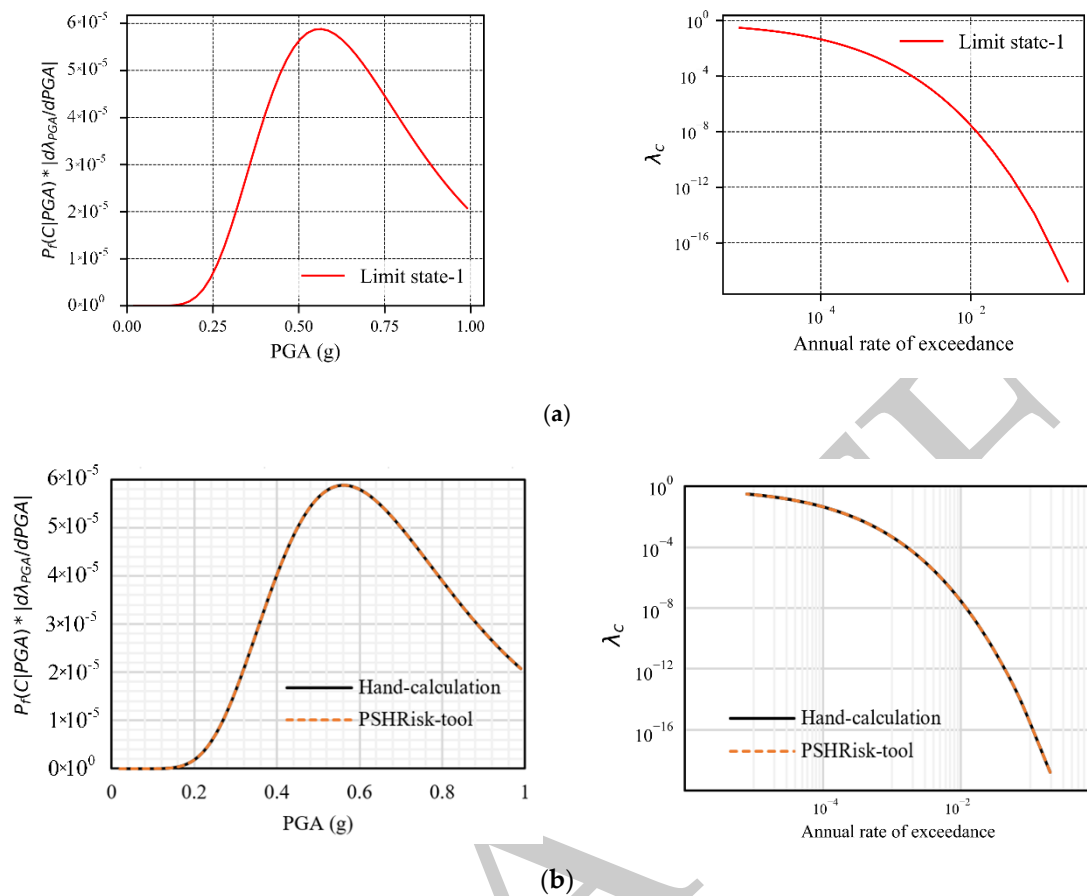 6×10⁻⁵
5×10⁻⁵
4×10⁻⁵
3×10⁻⁵
2×10⁻⁵
1×10⁻⁵
0×10⁰
P_f(C|PGA) * |dλ_PGA/dPGA|
Limit state-1
0.00 0.25 0.50 0.75 1.00
PGA (g)
10⁰
10⁻⁴
10⁻⁸
10⁻¹²
10⁻¹⁶
λ_C
Limit state-1
10⁻⁴ 10⁻²
Annual rate of exceedance
(a)
6×10⁻⁵
5×10⁻⁵
4×10⁻⁵
3×10⁻⁵
2×10⁻⁵
1×10⁻⁵
0×10⁰
P_f(C|PGA) * |dλ_PGA/dPGA|
Hand-calculation
PSHRisk-tool
0 0.2 0.4 0.6 0.8 1
PGA (g)
10⁰
10⁻⁴
10⁻⁸
10⁻¹²
10⁻¹⁶
λ_C
Hand-calculation
PSHRisk-tool
10⁻⁴ 10⁻²
Annual rate of exceedance
(b)